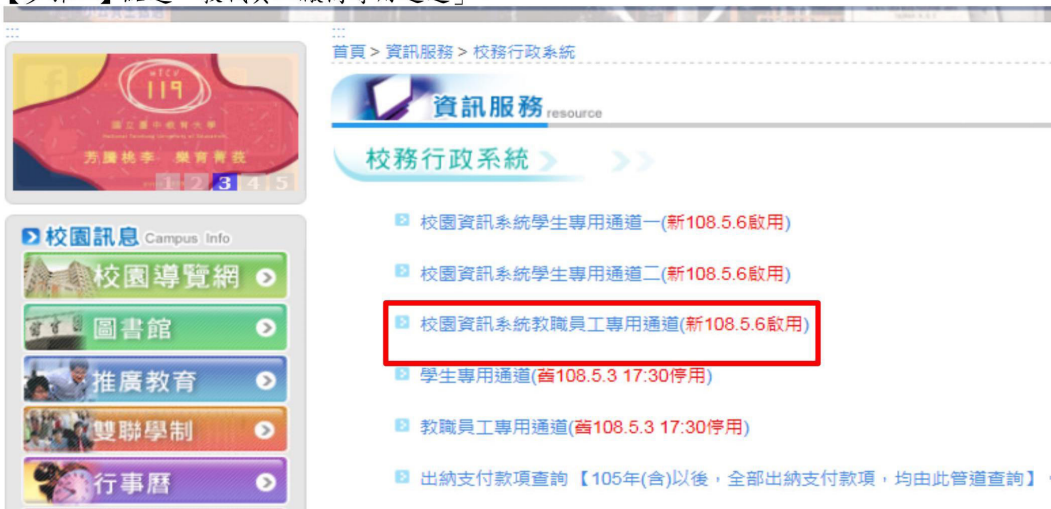 :::
NTCU
119
國立臺中教育大學
芳騰桃李 樂育菁莪
1 2 3 4 5
校園訊息 Campus Info
校園導覽網
圖書館
推廣教育
雙聯學制
行事曆
:::
首頁 > 資訊服務 > 校務行政系統
資訊服務 resource
校務行政系統
校園資訊系統學生專用通道一(新108.5.6啟用)
校園資訊系統學生專用通道二(新108.5.6啟用)
校園資訊系統教職員工專用通道(新108.5.6啟用)
學生專用通道(舊108.5.3 17:30停用)
教職員工專用通道(舊108.5.3 17:30停用)
出納支付款項查詢 【105年(含)以後，全部出納支付款項，均由此管道查詢】